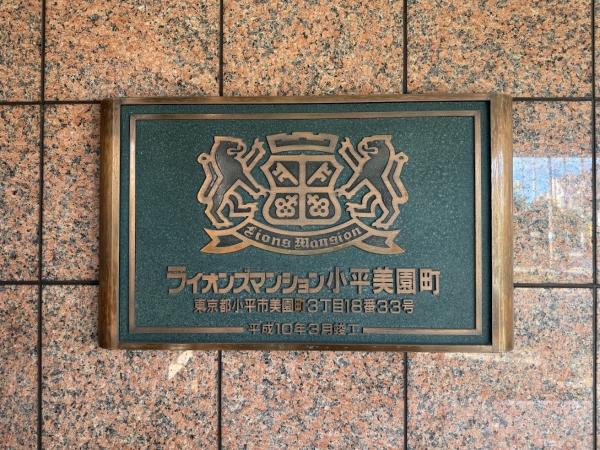 Lions Mansion
ライオンズマンション小平美園町
東京都小平市美園町3丁目18番33号
平成10年3月竣工